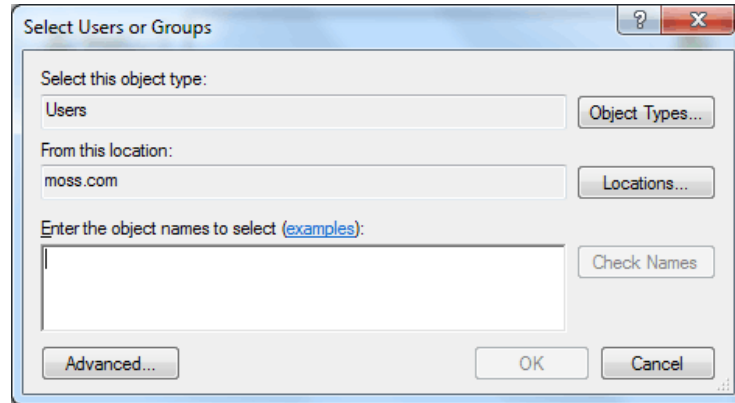 Select Users or Groups
Select this object type:
Users
Object Types...
From this location:
moss.com
Locations...
Enter the object names to select (examples):
Check Names
Advanced...
OK
Cancel